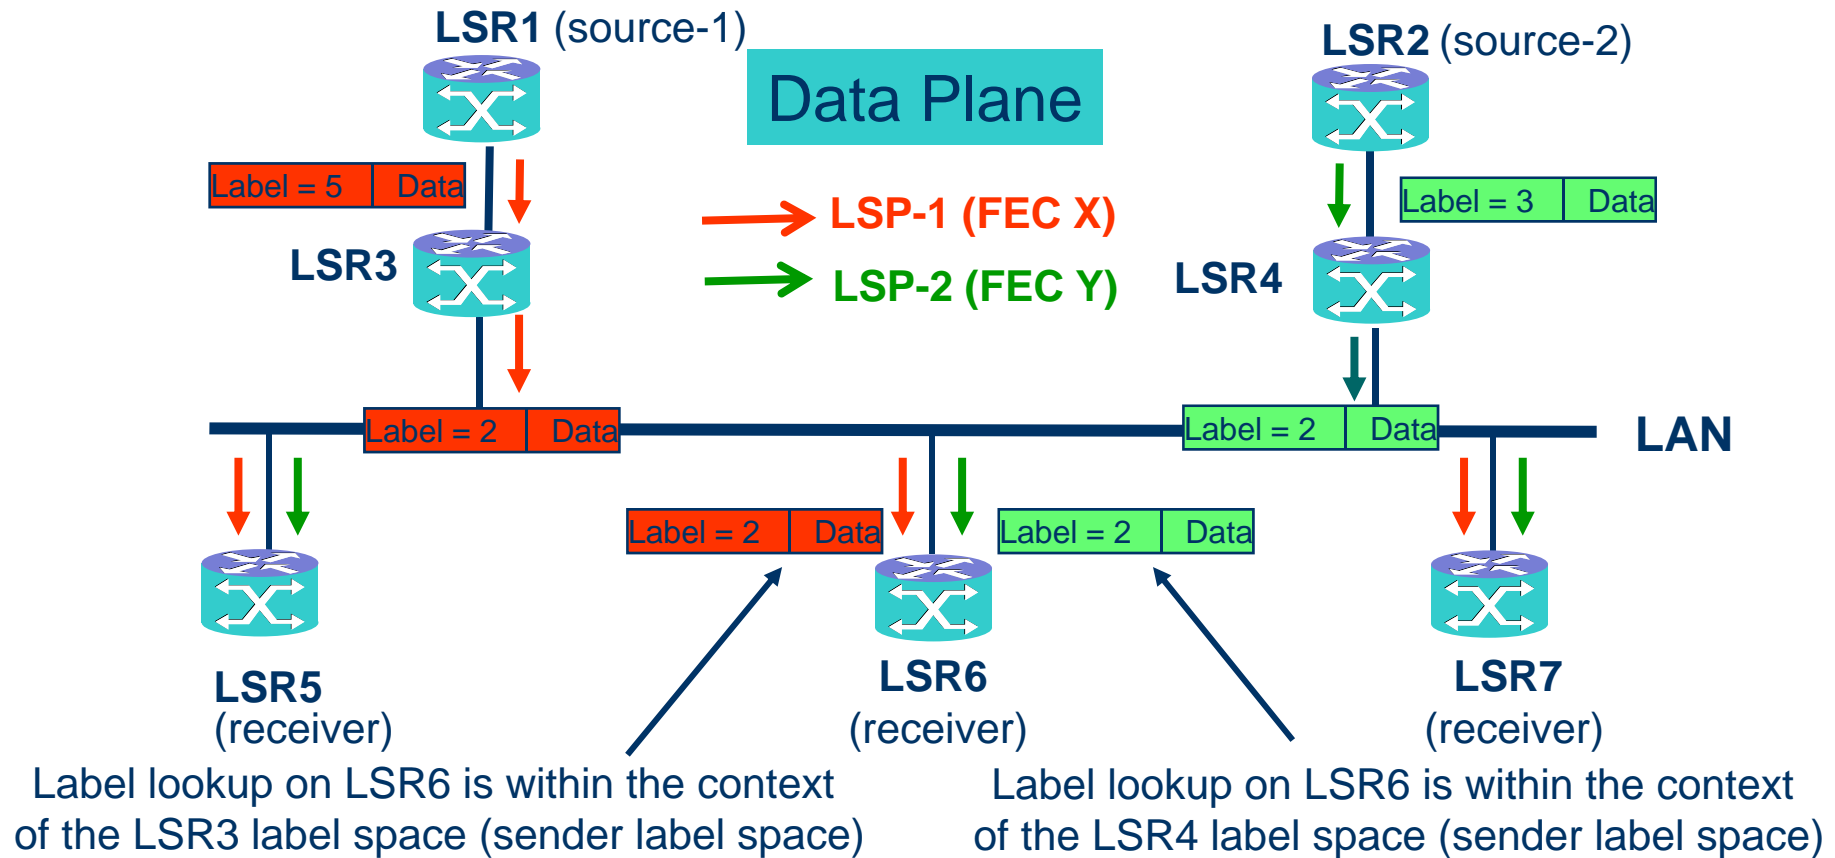 LSR1 (source-1)
LSR2 (source-2)
Data Plane
Label = 5 Data
Label = 3 Data
LSP-1 (FEC X)
LSR3
LSR4
LSP-2 (FEC Y)
Label = 2 Data
Label = 2 Data
LAN
Label = 2 Data
Label = 2 Data
LSR5
(receiver)
LSR6
(receiver)
LSR7
(receiver)
Label lookup on LSR6 is within the context
of the LSR3 label space (sender label space)
Label lookup on LSR6 is within the context
of the LSR4 label space (sender label space)